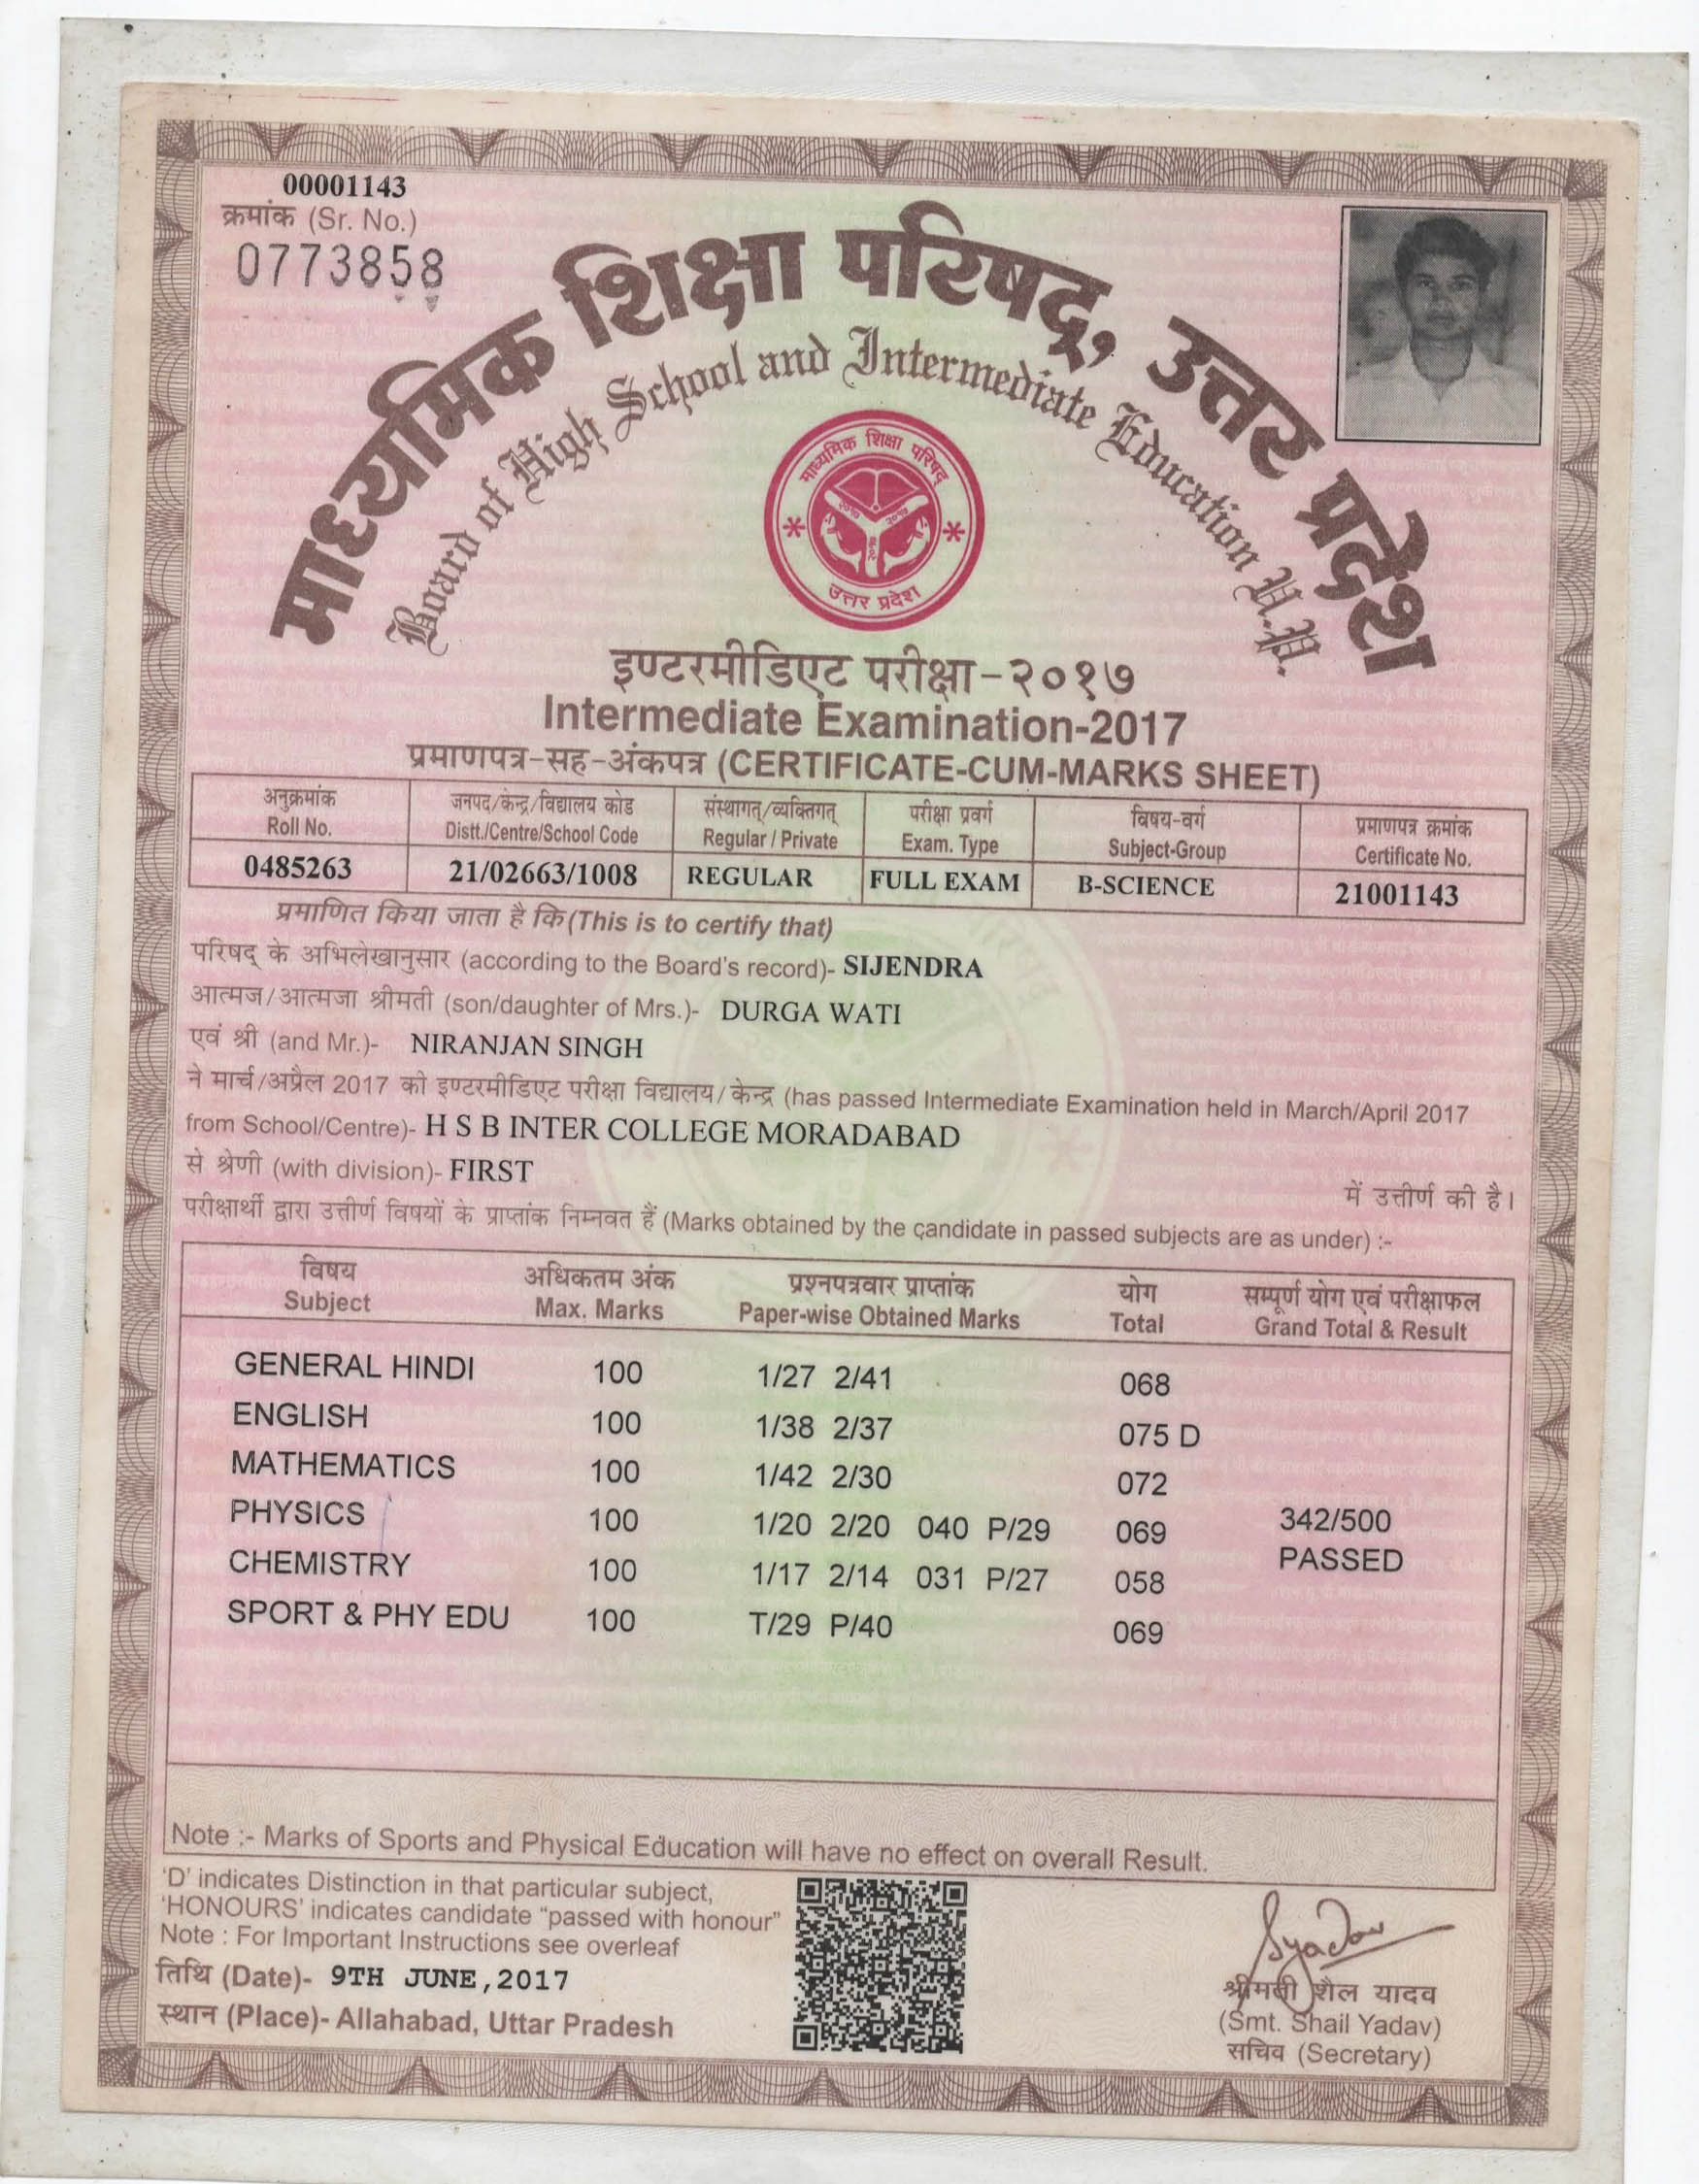 00001143
क्रमांक (Sr. No.)
0773858
माध्यमिक शिक्षा परिषद्, उत्तर प्रदेश
Board of High School and Intermediate Education U.P.
माध्यमिक शिक्षा परिषद्
उत्तर प्रदेश
इण्टरमीडिएट परीक्षा-२०१७
Intermediate Examination-2017
प्रमाणपत्र-सह-अंकपत्र (CERTIFICATE-CUM-MARKS SHEET)
अनुक्रमांक जनपद/केन्द्र/विद्यालय कोड संस्थागत/व्यक्तिगत परीक्षा प्रवर्ग विषय-वर्ग प्रमाणपत्र क्रमांक
Roll No. Distt./Centre/School Code Regular / Private Exam. Type Subject-Group Certificate No.
0485263 21/02663/1008 REGULAR FULL EXAM B-SCIENCE 21001143
प्रमाणित किया जाता है कि (This is to certify that)
परिषद् के अभिलेखानुसार (according to the Board's record)- SIJENDRA
आत्मज/आत्मजा श्रीमती (son/daughter of Mrs.)- DURGA WATI
एवं श्री (and Mr.)- NIRANJAN SINGH
ने मार्च/अप्रैल 2017 को इण्टरमीडिएट परीक्षा विद्यालय/केन्द्र (has passed Intermediate Examination held in March/April 2017
from School/Centre)- H S B INTER COLLEGE MORADABAD
से श्रेणी (with division)- FIRST
में उत्तीर्ण की है।
परीक्षार्थी द्वारा उत्तीर्ण विषयों के प्राप्तांक निम्नवत हैं (Marks obtained by the candidate in passed subjects are as under) :-
विषय अधिकतम अंक प्रश्नपत्रवार प्राप्तांक योग सम्पूर्ण योग एवं परीक्षाफल
Subject Max. Marks Paper-wise Obtained Marks Total Grand Total & Result
GENERAL HINDI 100 1/27 2/41 068
ENGLISH 100 1/38 2/37 075 D
MATHEMATICS 100 1/42 2/30 072
PHYSICS 100 1/20 2/20 040 P/29 069 342/500
CHEMISTRY 100 1/17 2/14 031 P/27 058 PASSED
SPORT & PHY EDU 100 T/29 P/40 069
Note :- Marks of Sports and Physical Education will have no effect on overall Result.
'D' indicates Distinction in that particular subject,
'HONOURS' indicates candidate "passed with honour"
Note : For Important Instructions see overleaf
तिथि (Date)- 9TH JUNE,2017
स्थान (Place)- Allahabad, Uttar Pradesh
Syadav
श्रीमती शैल यादव
(Smt. Shail Yadav)
सचिव (Secretary)